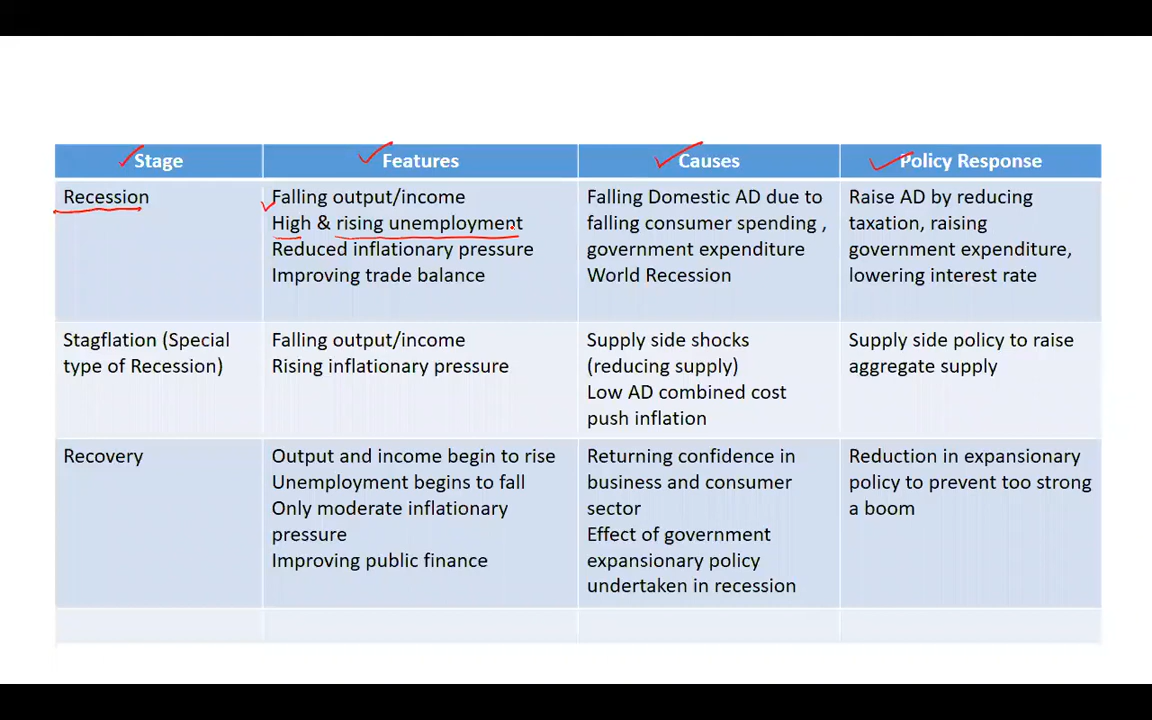 Stage
Features
Causes
Policy Response
Recession
Falling output/income
High & rising unemployment
Reduced inflationary pressure
Improving trade balance
Falling Domestic AD due to
falling consumer spending ,
government expenditure
World Recession
Raise AD by reducing
taxation, raising
government expenditure,
lowering interest rate
Stagflation (Special
type of Recession)
Falling output/income
Rising inflationary pressure
Supply side shocks
(reducing supply)
Low AD combined cost
push inflation
Supply side policy to raise
aggregate supply
Recovery
Output and income begin to rise
Unemployment begins to fall
Only moderate inflationary
pressure
Improving public finance
Returning confidence in
business and consumer
sector
Effect of government
expansionary policy
undertaken in recession
Reduction in expansionary
policy to prevent too strong
a boom